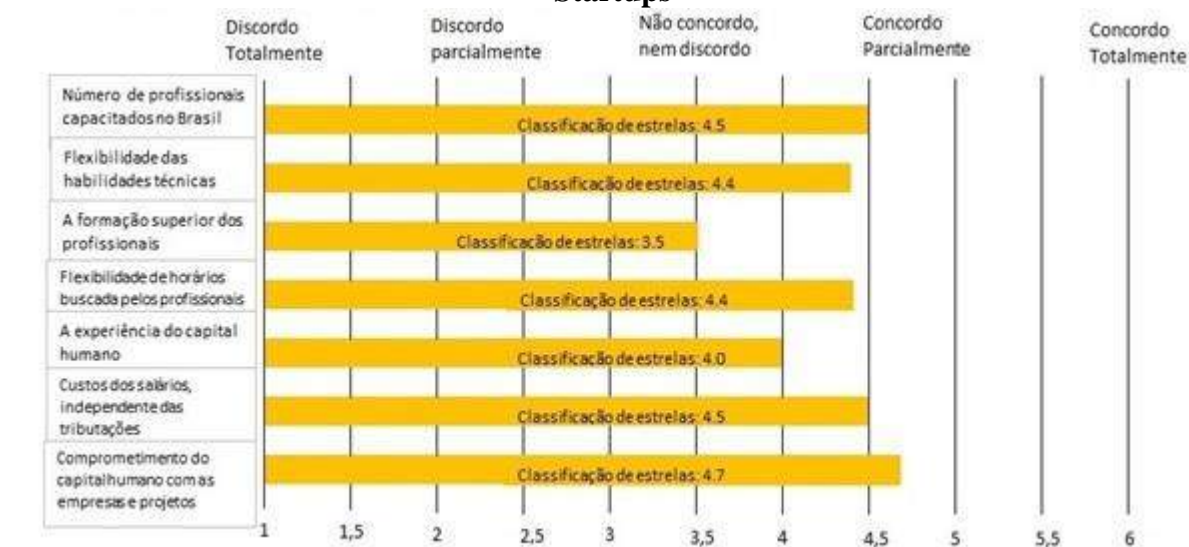 Startups
Discordo
Totalmente
Discordo
parcialmente
Não concordo,
nem discordo
Concordo
Parcialmente
Concordo
Totalmente
Número de profissionais
capacitados no Brasil
Classificação de estrelas: 4.5
Flexibilidade das
habilidades técnicas
Classificação de estrelas: 4.4
A formação superior dos
profissionais
Classificação de estrelas: 3.5
Flexibilidade de horários
buscada pelos profissionais
Classificação de estrelas: 4.4
A experiência do capital
humano
Classificação de estrelas: 4.0
Custos dos salários,
independente das
tributações
Classificação de estrelas: 4.5
Comprometimento do
capital humano com as
empresas e projetos
Classificação de estrelas: 4.7
1 1,5 2 2,5 3 3,5 4 4,5 5 5,5 6